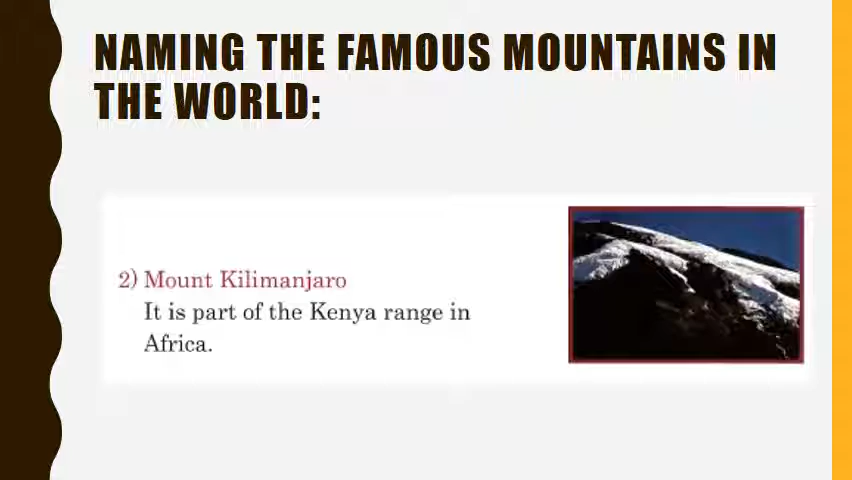 NAMING THE FAMOUS MOUNTAINS IN
THE WORLD:
2) Mount Kilimanjaro
It is part of the Kenya range in
Africa.